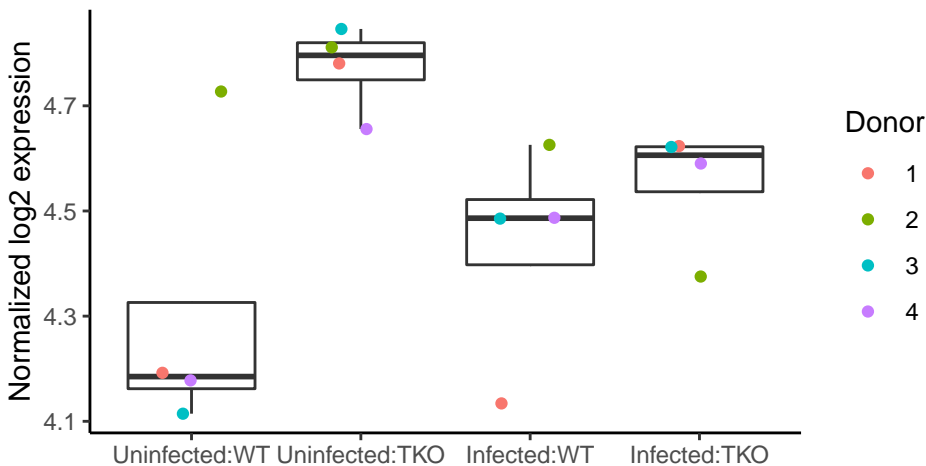 Normalized log2 expression
4.7
4.5
4.3
4.1
Uninfected:WT Uninfected:TKO Infected:WT Infected:TKO
Donor
1
2
3
4